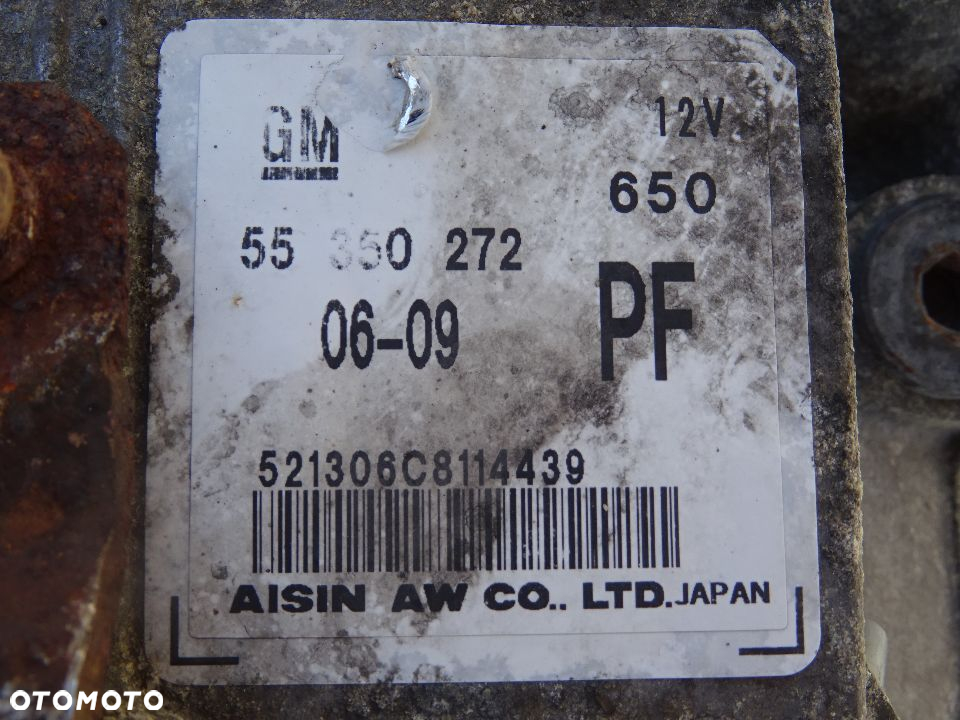 GM
12V
650
55 350 272
06-09
PF
521306C8114439
AISIN AW CO., LTD. JAPAN
OTOMOTO